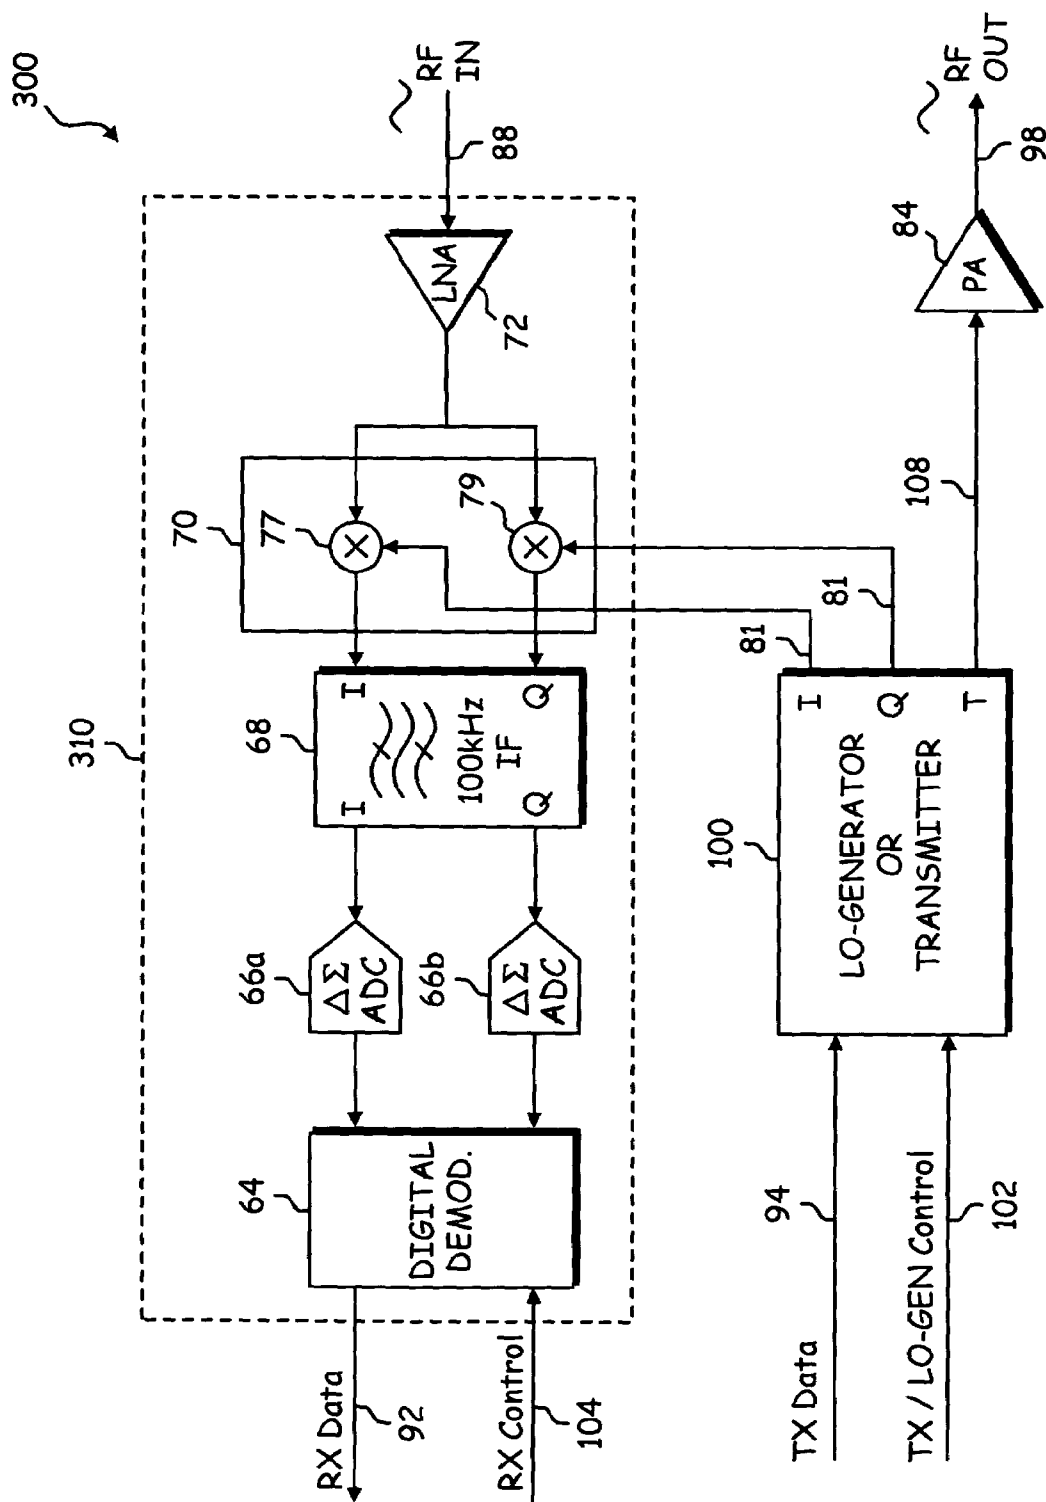 300
310
RX Data
92
RX Control
104
64
DIGITAL
DEMOD.
66a
ΔΣ
ADC
66b
ΔΣ
ADC
68
I
I
100kHz
IF
Q
Q
70
77
79
LNA
72
RF
IN
88
TX Data
94
TX / LO-GEN Control
102
100
LO-GENERATOR
OR
TRANSMITTER
I
Q
T
81
81
108
84
PA
RF
OUT
98